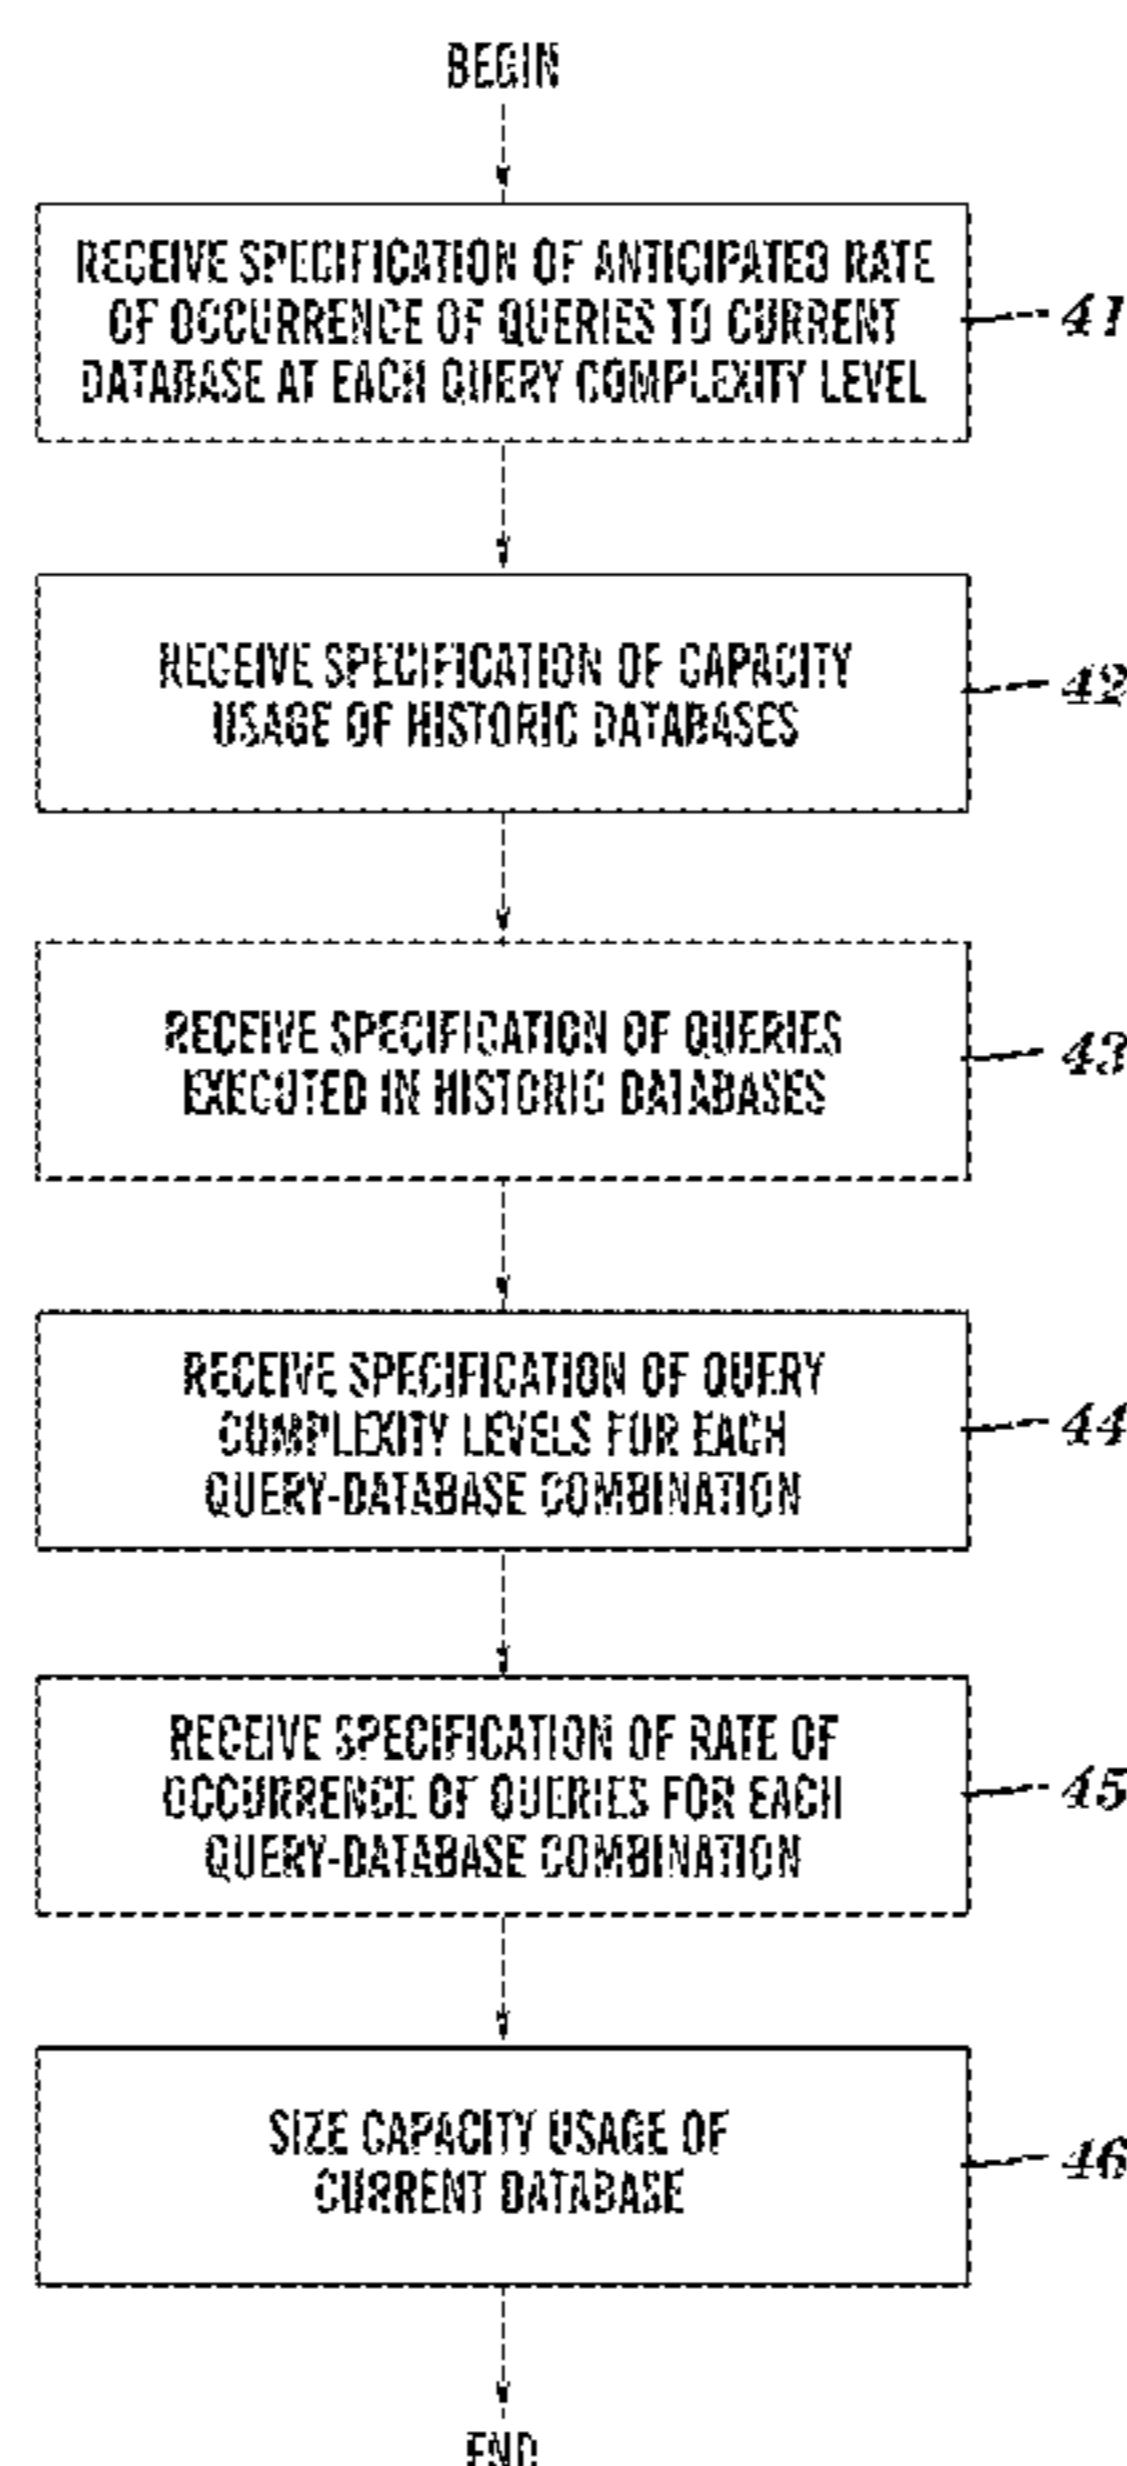 BEGIN
RECEIVE SPECIFICATION OF ANTICIPATED RATE
OF OCCURRENCE OF QUERIES TO CURRENT
DATABASE AT EACH QUERY COMPLEXITY LEVEL
41
RECEIVE SPECIFICATION OF CAPACITY
USAGE OF HISTORIC DATABASES
42
RECEIVE SPECIFICATION OF QUERIES
EXECUTED IN HISTORIC DATABASES
43
RECEIVE SPECIFICATION OF QUERY
COMPLEXITY LEVELS FOR EACH
QUERY-DATABASE COMBINATION
44
RECEIVE SPECIFICATION OF RATE OF
OCCURRENCE OF QUERIES FOR EACH
QUERY-DATABASE COMBINATION
45
SIZE CAPACITY USAGE OF
CURRENT DATABASE
46
END